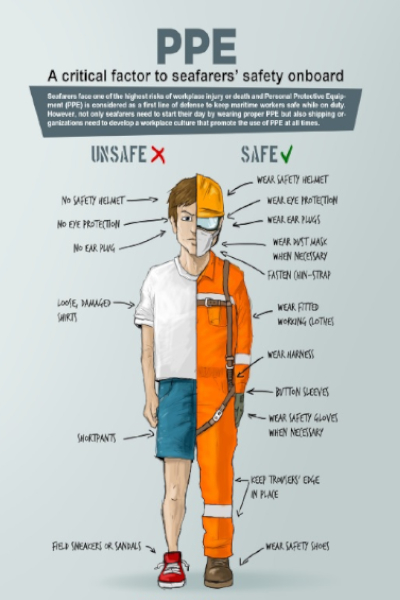 PPE
A critical factor to seafarers' safety onboard
Seafarers face one of the highest risks of workplace injury or death and Personal Protective Equip-
ment (PPE) is considered as a first line of defense to keep maritime workers safe while on duty.
However, not only seafarers need to start their day by wearing proper PPE but also shipping or-
ganizations need to develop a workplace culture that promote the use of PPE at all times.
UNSAFE
SAFE
NO SAFETY HELMET
NO EYE PROTECTION
NO EAR PLUG
LOOSE, DAMAGED
SHIRTS
SHORTPANTS
FIELD SNEAKERS OR SANDALS
WEAR SAFETY HELMET
WEAR EYE PROTECTION
WEAR EAR PLUGS
WEAR DUST MASK
WHEN NECESSARY
FASTEN CHIN-STRAP
WEAR FITTED
WORKING CLOTHES
WEAR HARNESS
BUTTON SLEEVES
WEAR SAFETY GLOVES
WHEN NECESSARY
KEEP TROUSERS' EDGE
IN PLACE
WEAR SAFETY SHOES